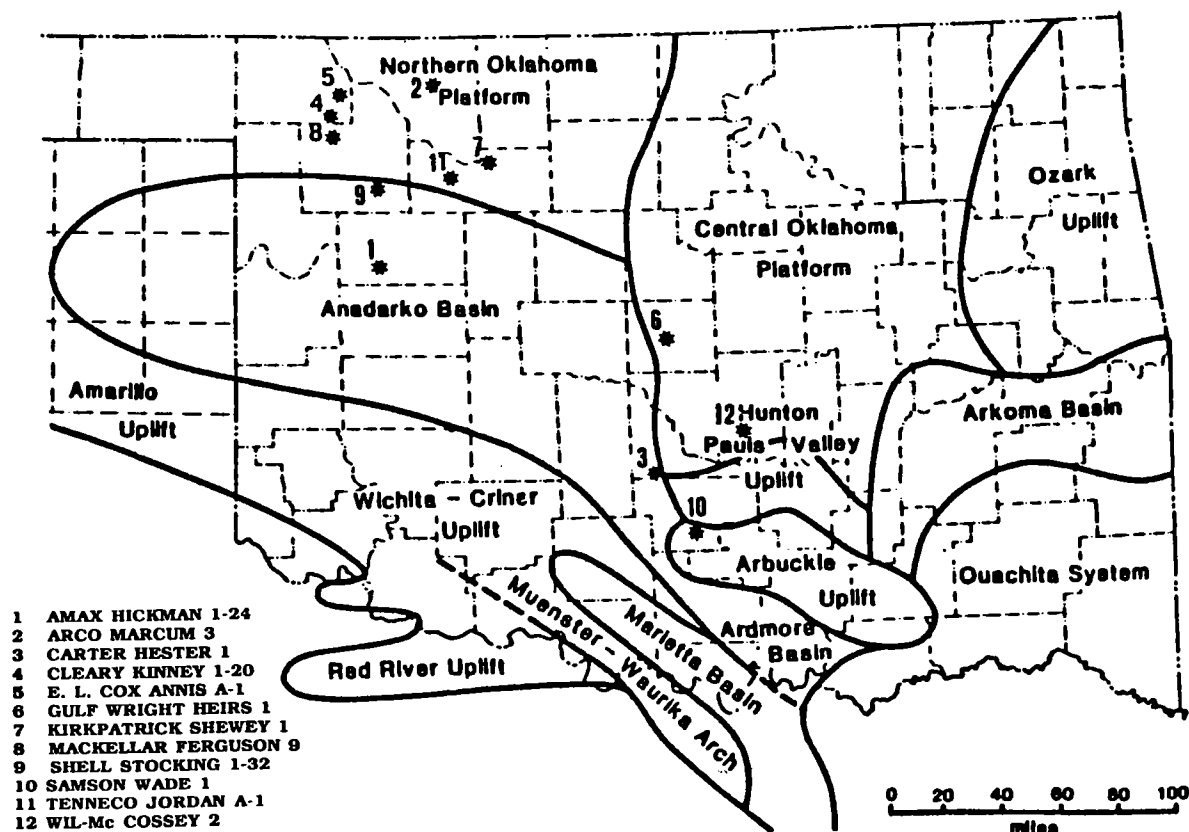 Northern Oklahoma
Platform
5
2
4
8
7
11
9
Ozark
Uplift
Central Oklahoma
Platform
1
Anadarko Basin
6
Amarillo
Uplift
12 Hunton
Pauls - Valley
Uplift
Arkoma Basin
3
Wichita - Criner
Uplift
10
Arbuckle
Uplift
Ouachita System
Muenster - Waurika Arch
Marietta Basin
Ardmore
Basin
Red River Uplift
1 AMAX HICKMAN 1-24
2 ARCO MARCUM 3
3 CARTER HESTER 1
4 CLEARY KINNEY 1-20
5 E. L. COX ANNIS A-1
6 GULF WRIGHT HEIRS 1
7 KIRKPATRICK SHEWEY 1
8 MACKELLAR FERGUSON 9
9 SHELL STOCKING 1-32
10 SAMSON WADE 1
11 TENNECO JORDAN A-1
12 WIL-Mc COSSEY 2
0 20 40 60 80 100
miles